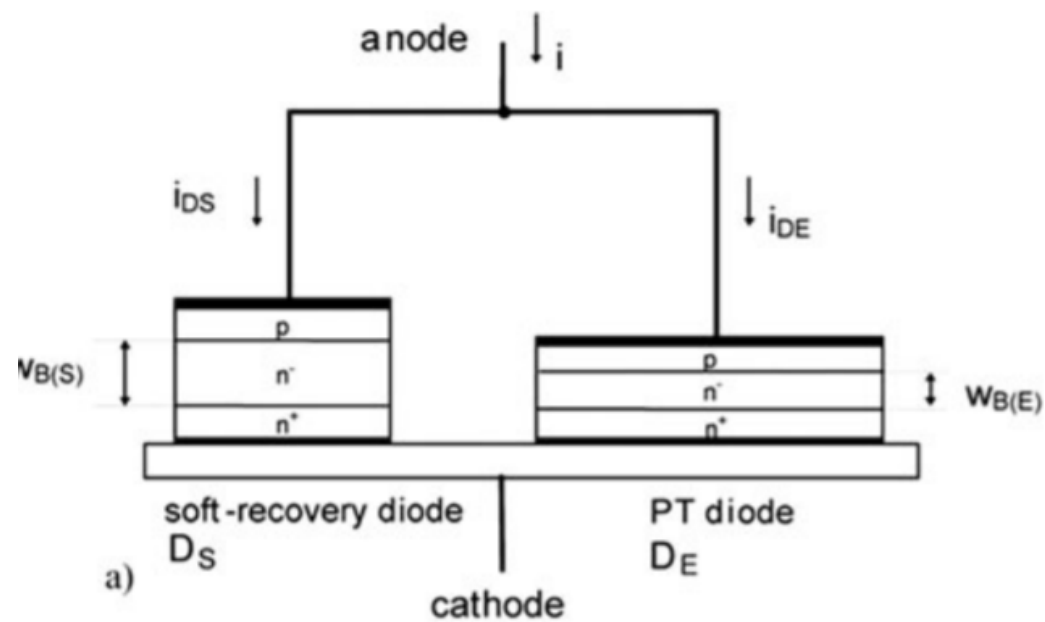 anode
i
iDS
iDE
p
n-
n+
wB(S)
p
n-
n+
wB(E)
soft-recovery diode
DS
PT diode
DE
a)
cathode